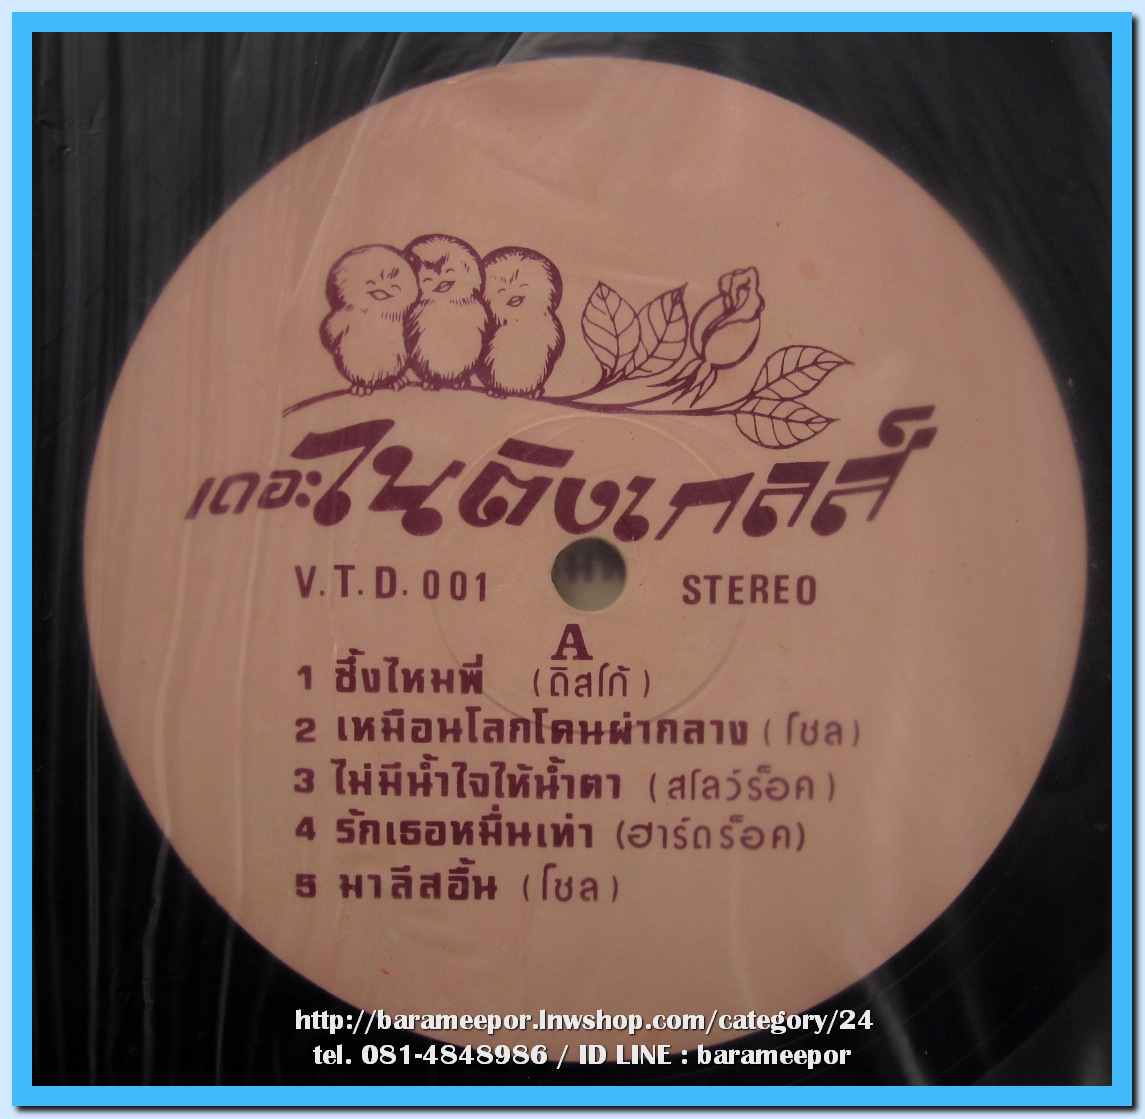 เดอะไนติงเกลส์
V.T.D. 001 STEREO
A
1 ซึ้งไหมพี่ (ดิสโก้)
2 เหมือนโลกโดนผ่ากลาง (โซล)
3 ไม่มีน้ำใจให้น้ำตา (สโลว์ร็อค)
4 รักเธอหมื่นเท่า (ฮาร์ดร็อค)
5 มาลีสอื้น (โซล)
http://barameepor.lnwshop.com/category/24
tel. 081-4848986 / ID LINE : barameepor